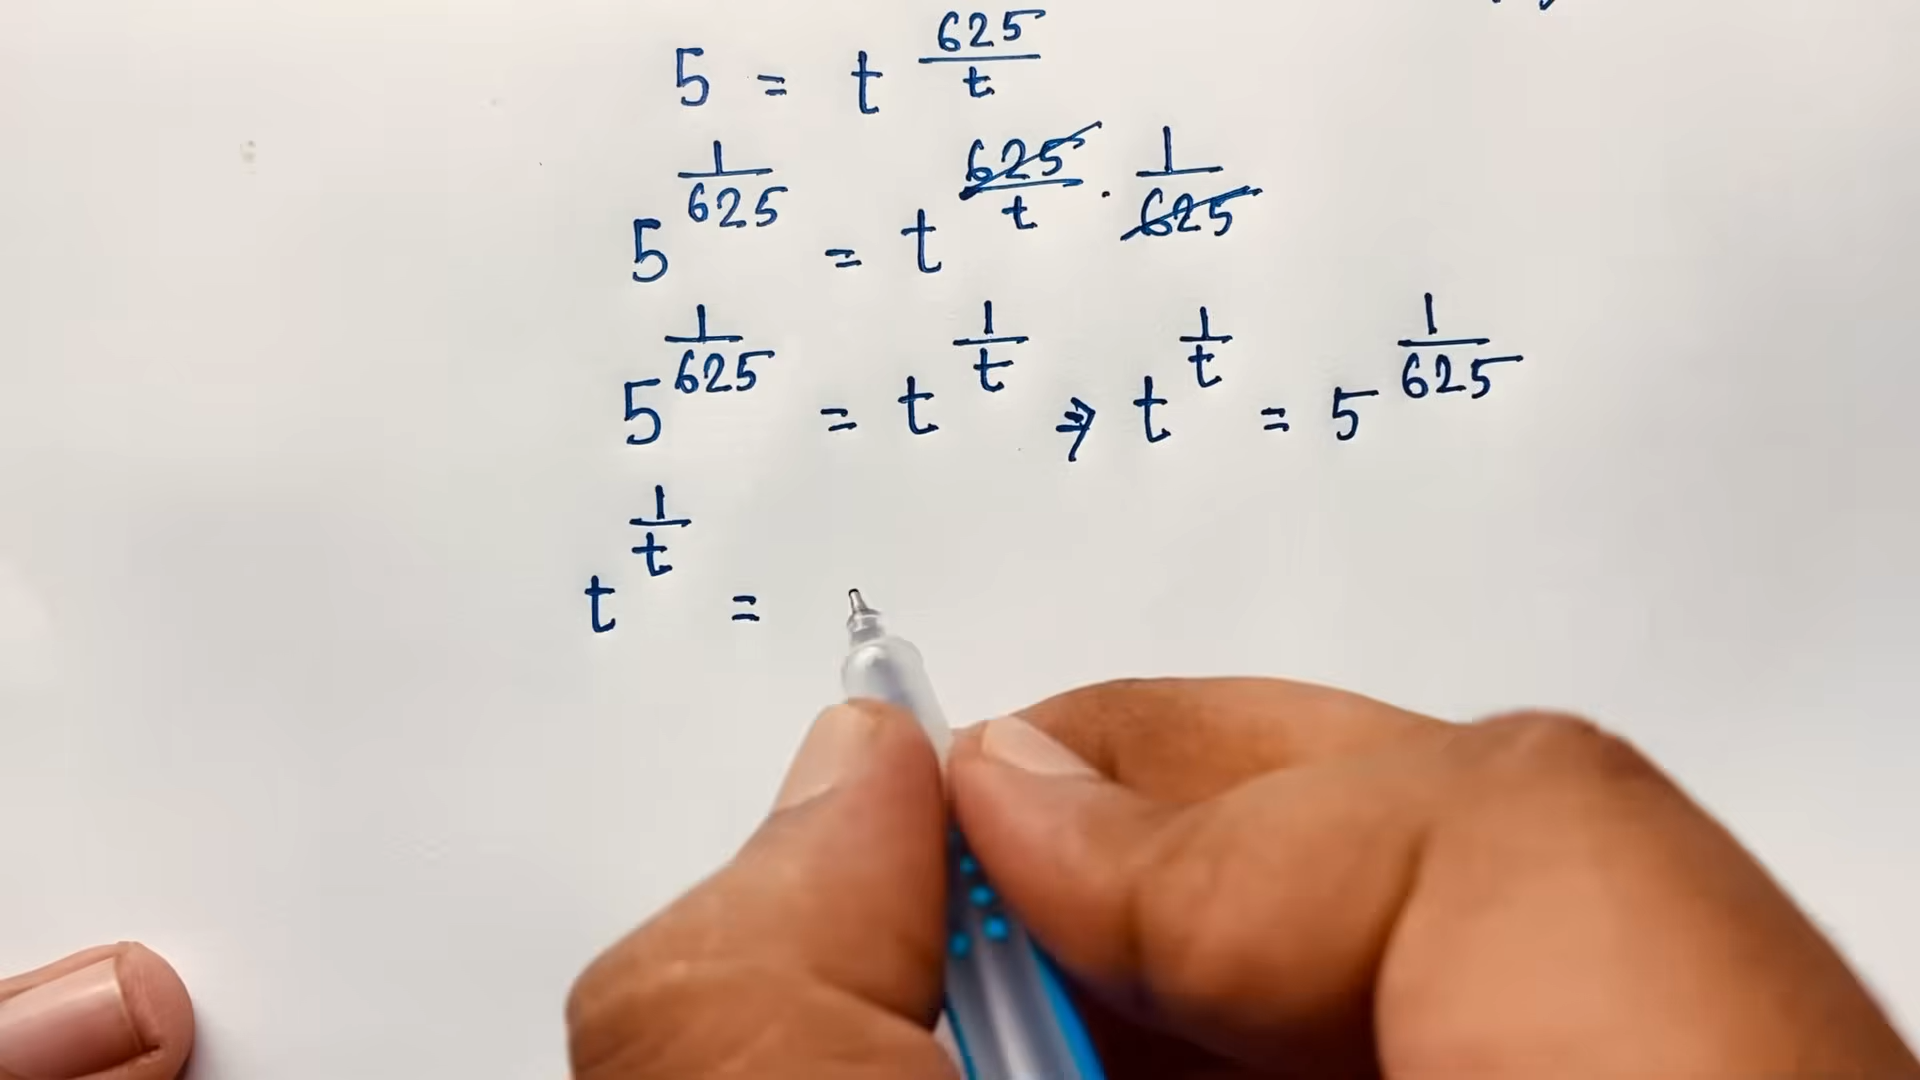 5 = t^(625/t)
5^(1/625) = t^(625/t · 1/625)
5^(1/625) = t^(1/t) ⇒ t^(1/t) = 5^(1/625)
t^(1/t) =